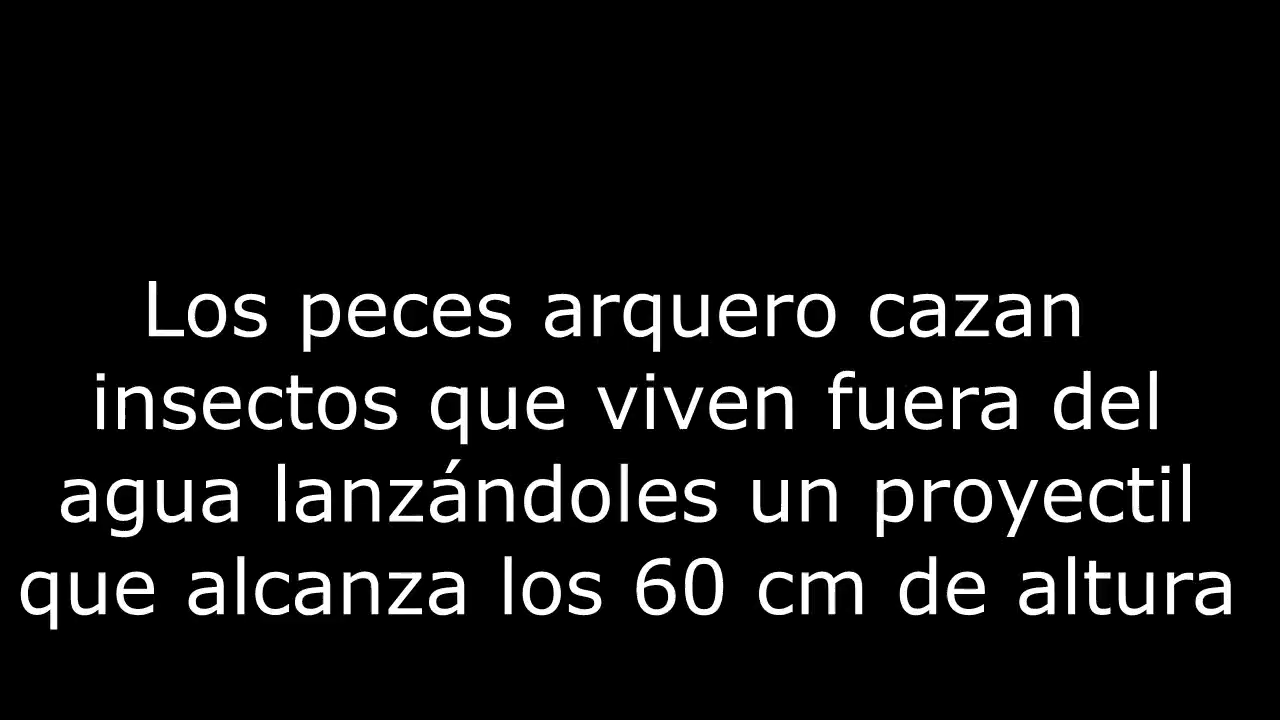 Los peces arquero cazan
insectos que viven fuera del
agua lanzándoles un proyectil
que alcanza los 60 cm de altura